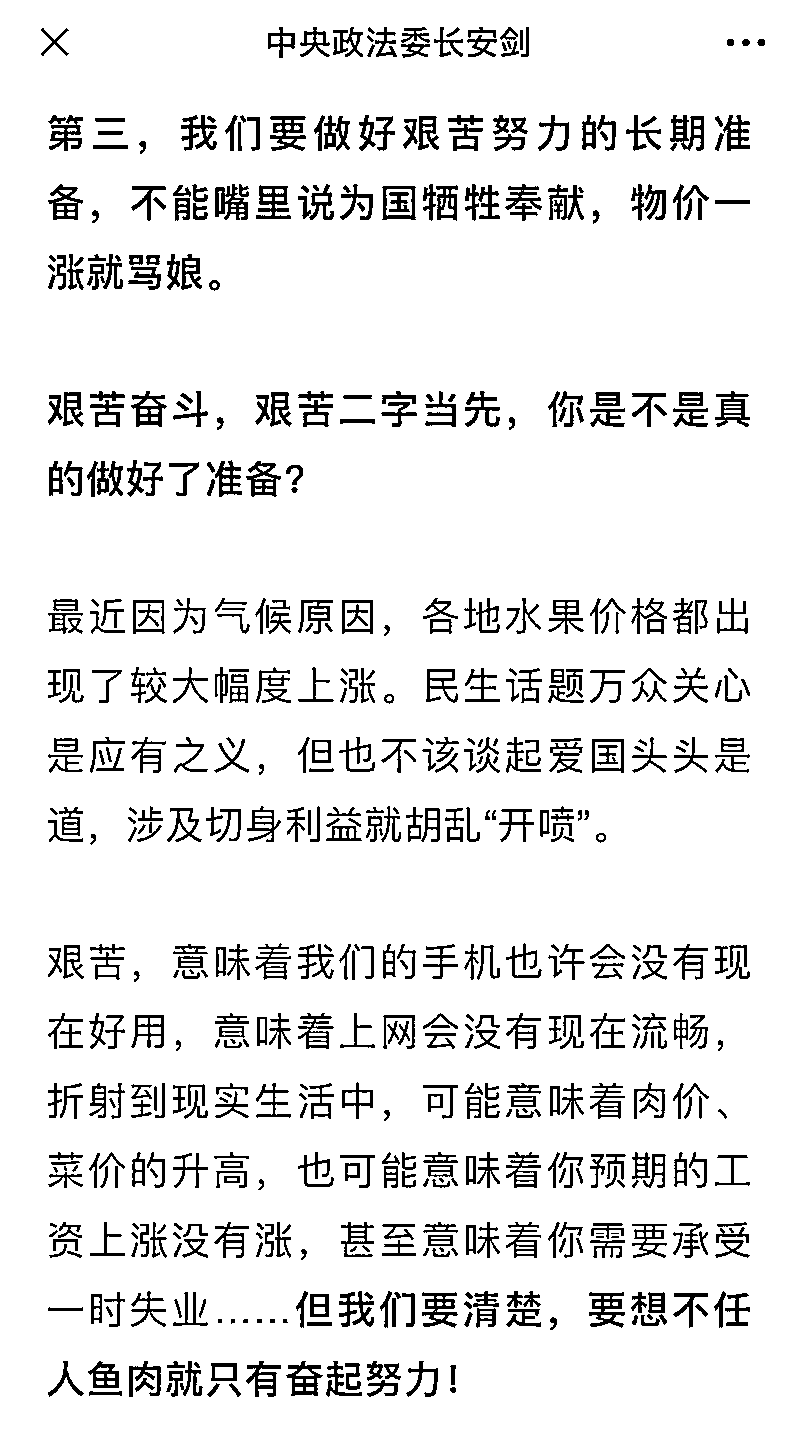 中央政法委长安剑
第三，我们要做好艰苦努力的长期准
备，不能嘴里说为国牺牲奉献，物价一
涨就骂娘。
艰苦奋斗，艰苦二字当先，你是不是真
的做好了准备？
最近因为气候原因，各地水果价格都出
现了较大幅度上涨。民生话题万众关心
是应有之义，但也不该谈起爱国头头是
道，涉及切身利益就胡乱“开喷”。
艰苦，意味着我们的手机也许会没有现
在好用，意味着上网会没有现在流畅，
折射到现实生活中，可能意味着肉价、
菜价的升高，也可能意味着你预期的工
资上涨没有涨，甚至意味着你需要承受
一时失业……但我们要清楚，要想不任
人鱼肉就只有奋起努力！